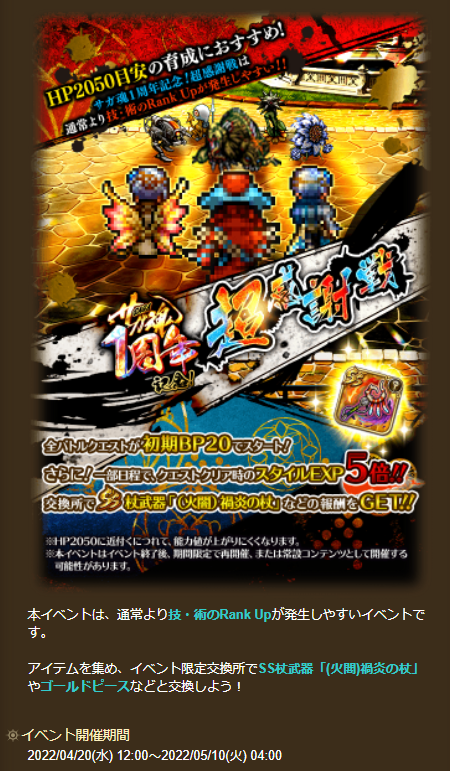 HP2050目安の育成におすすめ!
サガ魂1周年記念!超感謝戦は
通常より技・術のRank Upが発生しやすい!!
サガ魂
1周年
記念!
超感謝戦
SS
全バトルクエストが初期BP20でスタート!
さらに!一部日程で、クエストクリア時のスタイルEXP5倍!!
交換所でSS杖武器「(火闇)禍炎の杖」などの報酬をGET!!
※HP2050に近付くにつれて、能力値が上がりにくくなります。
※本イベントはイベント終了後、期間限定で再開催、または常設コンテンツとして開催する
可能性があります。
本イベントは、通常より技・術のRank Upが発生しやすいイベントで
す。
アイテムを集め、イベント限定交換所でSS杖武器「(火闇)禍炎の杖」
やゴールドピースなどと交換しよう!
イベント開催期間
2022/04/20(水) 12:00～2022/05/10(火) 04:00